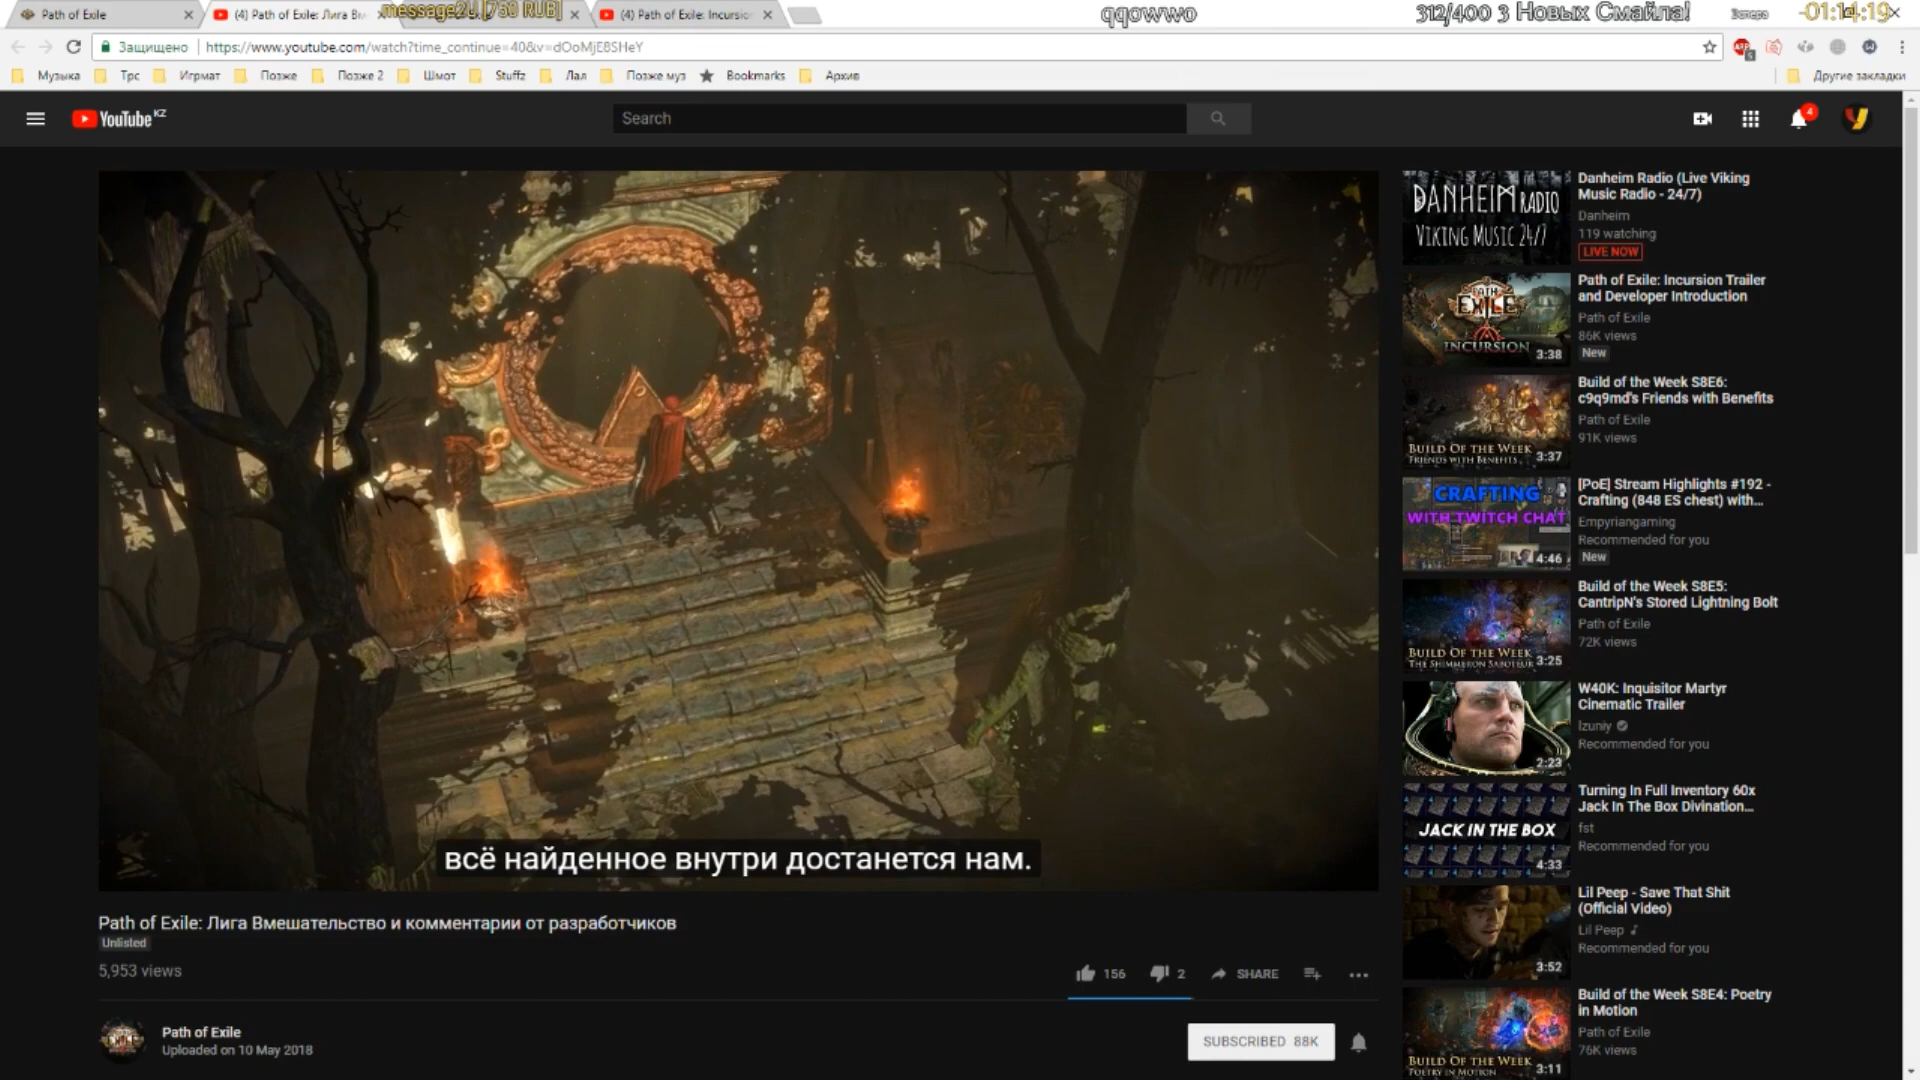 Path of Exile
(4) Path of Exile: Лига Вм
message20 [750 RUB]
(4) Path of Exile: Incursio
qqowwo
312/400 3 Новых Смайла!
-01:14:19
Защищено
https://www.youtube.com/watch?time_continue=40&v=dOoMjE8SHeY
Музыка
Трс
Игрмат
Позже
Позже 2
Шмот
Stuffz
Лал
Позже муз
Bookmarks
Архив
Другие закладки
YouTube KZ
Search
4
DANHEIM RADIO
VIKING MUSIC 24/7
Danheim Radio (Live Viking
Music Radio - 24/7)
Danheim
119 watching
LIVE NOW
PATH OF EXILE
INCURSION
3:38
Path of Exile: Incursion Trailer
and Developer Introduction
Path of Exile
86K views
New
BUILD OF THE WEEK
FRIENDS WITH BENEFITS
3:37
Build of the Week S8E6:
c9q9md's Friends with Benefits
Path of Exile
91K views
CRAFTING
WITH TWITCH CHAT
4:46
[PoE] Stream Highlights #192 -
Crafting (848 ES chest) with...
Empyriangaming
Recommended for you
New
BUILD OF THE WEEK
THE SHIMMERON SABOTEUR
3:25
Build of the Week S8E5:
CantripN's Stored Lightning Bolt
Path of Exile
72K views
2:23
W40K: Inquisitor Martyr
Cinematic Trailer
Izuniy
Recommended for you
JACK IN THE BOX
4:33
Turning In Full Inventory 60x
Jack In The Box Divination...
fst
Recommended for you
3:52
Lil Peep - Save That Shit
(Official Video)
Lil Peep
Recommended for you
BUILD OF THE WEEK
POETRY IN MOTION
3:11
Build of the Week S8E4: Poetry
in Motion
Path of Exile
76K views
всё найденное внутри достанется нам.
Path of Exile: Лига Вмешательство и комментарии от разработчиков
Unlisted
5,953 views
156
2
SHARE
Path of Exile
Uploaded on 10 May 2018
SUBSCRIBED 88K